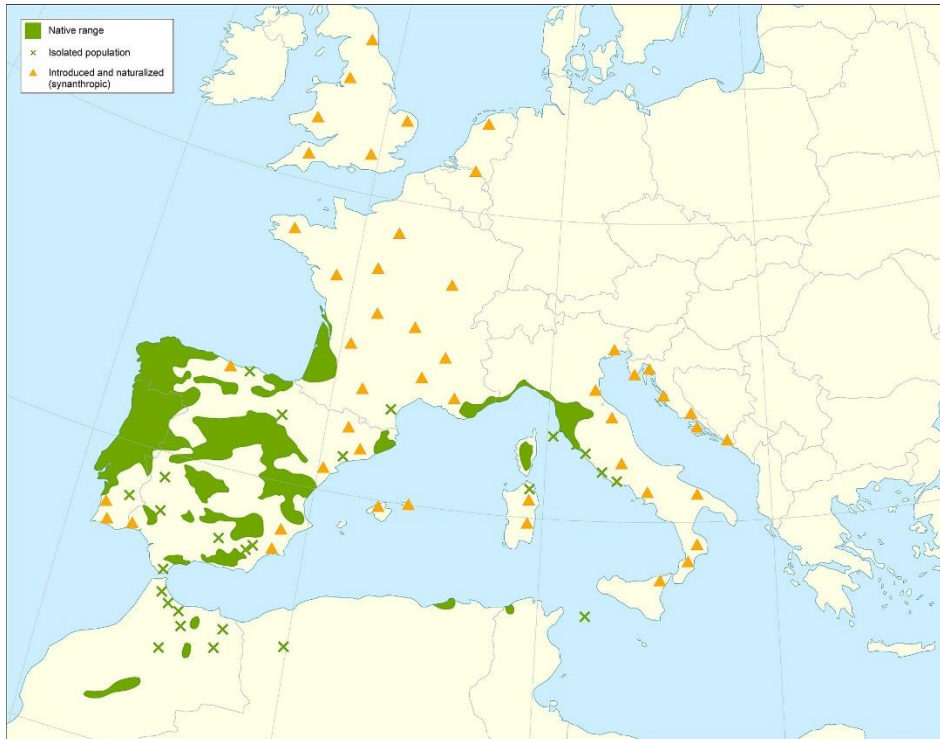 Native range
Isolated population
Introduced and naturalized
(synanthropic)